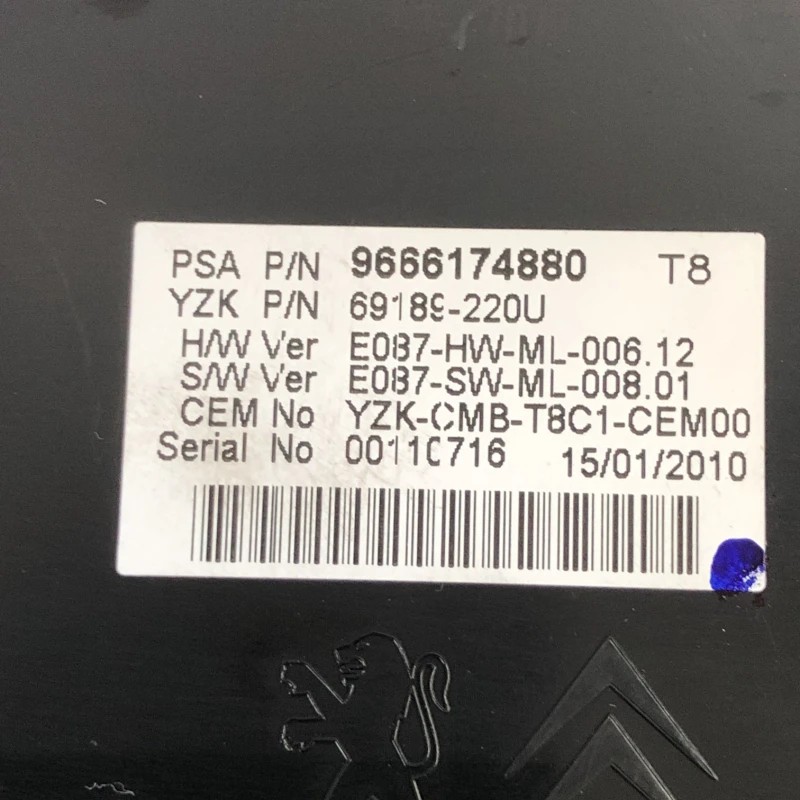 PSA P/N 9666174880 T8
YZK P/N 69189-220U
H/W Ver E087-HW-ML-006.12
S/W Ver E087-SW-ML-008.01
CEM No YZK-CMB-T8C1-CEM00
Serial No 00110716 15/01/2010